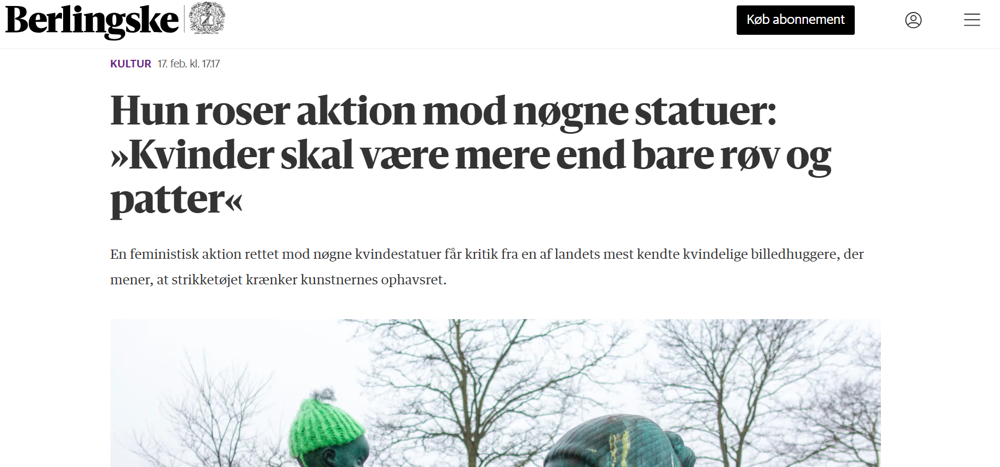 Berlingske
Køb abonnement
KULTUR 17. feb. kl. 17.17
Hun roser aktion mod nøgne statuer:
»Kvinder skal være mere end bare røv og
patter«
En feministisk aktion rettet mod nøgne kvindestatuer får kritik fra en af landets mest kendte kvindelige billedhuggere, der
mener, at strikketøjet krænker kunstnernes ophavsret.